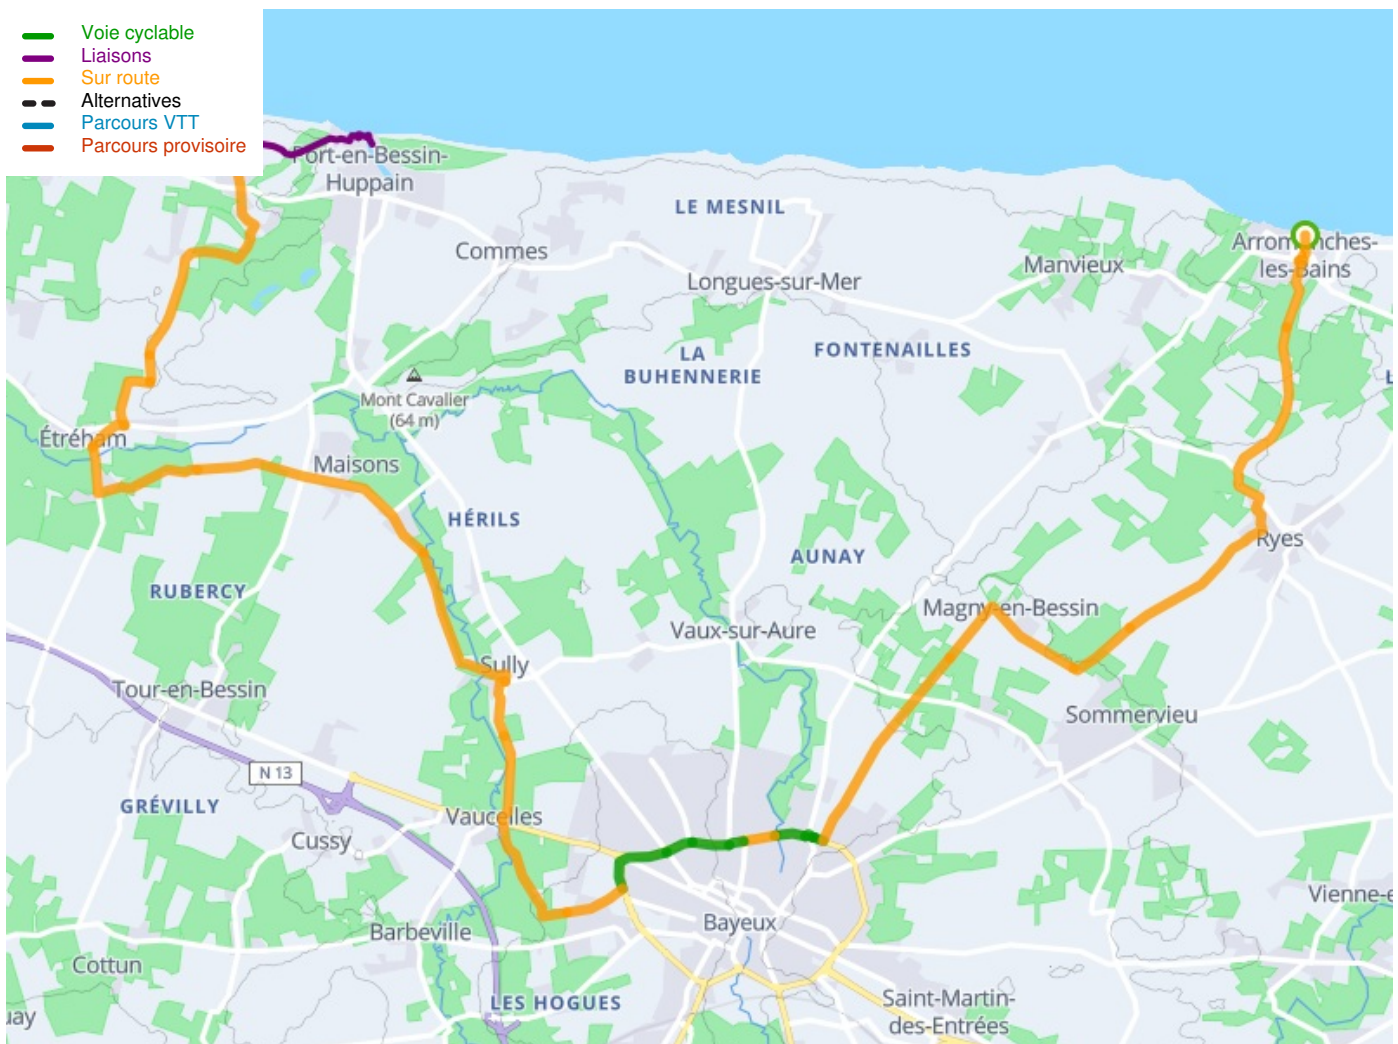 Voie cyclable
Liaisons
Sur route
Alternatives
Parcours VTT
Parcours provisoire
Port-en-Bessin-
Huppain
LE MESNIL
Commes
Longues-sur-Mer
Manvieux
Arromanches-
les-Bains
LA
BUHENNERIE
FONTENAILLES
L
Mont Cavalier
(64 m)
Étréham
Maisons
HÉRILS
AUNAY
Ryes
RUBERCY
Magny-en-Bessin
Vaux-sur-Aure
Sully
Tour-en-Bessin
Sommervieu
N 13
GRÉVILLY
Vaucelles
Cussy
Vienne-e
Bayeux
Barbeville
Cottun
LES HOGUES
Saint-Martin-
des-Entrées
uay